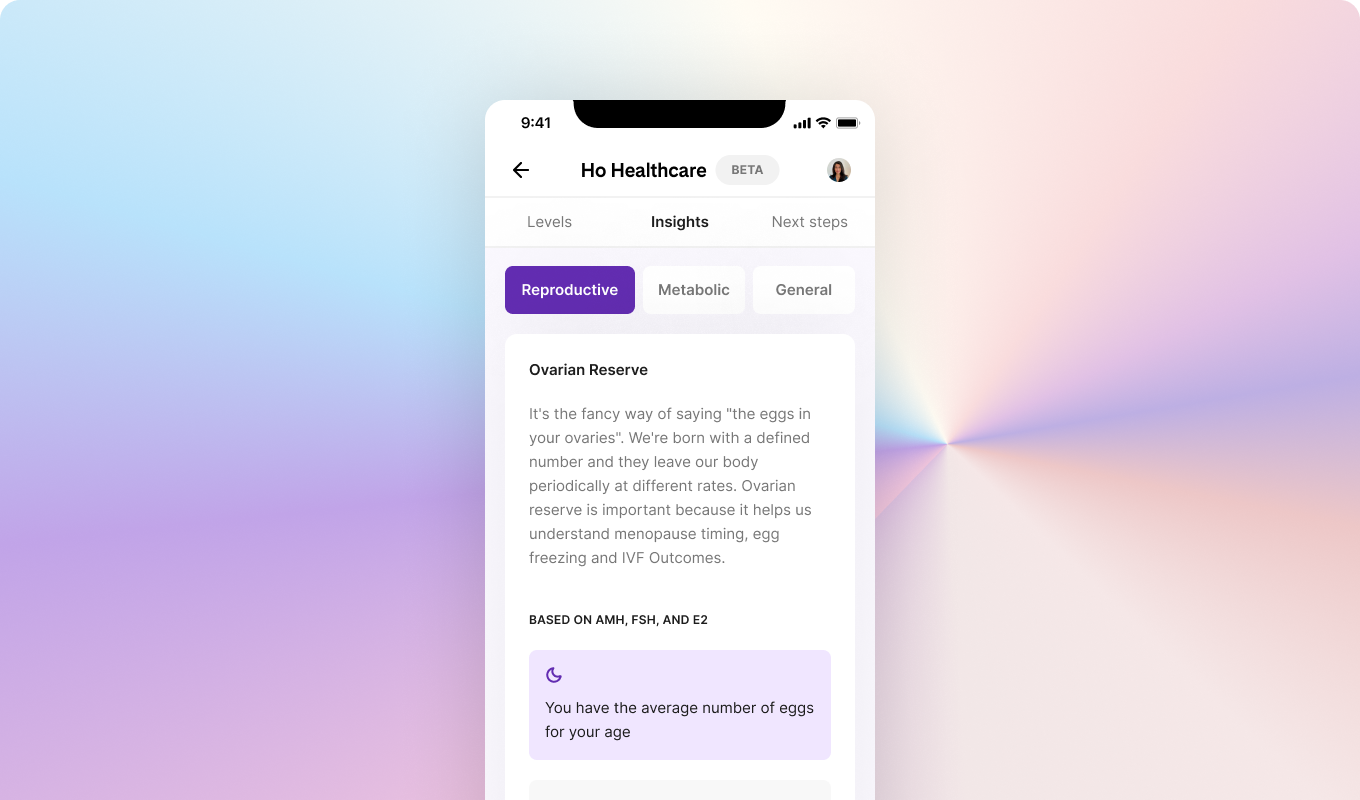 9:41
Ho Healthcare BETA
Levels Insights Next steps
Reproductive Metabolic General
Ovarian Reserve
It's the fancy way of saying "the eggs in
your ovaries". We're born with a defined
number and they leave our body
periodically at different rates. Ovarian
reserve is important because it helps us
understand menopause timing, egg
freezing and IVF Outcomes.
BASED ON AMH, FSH, AND E2
You have the average number of eggs
for your age